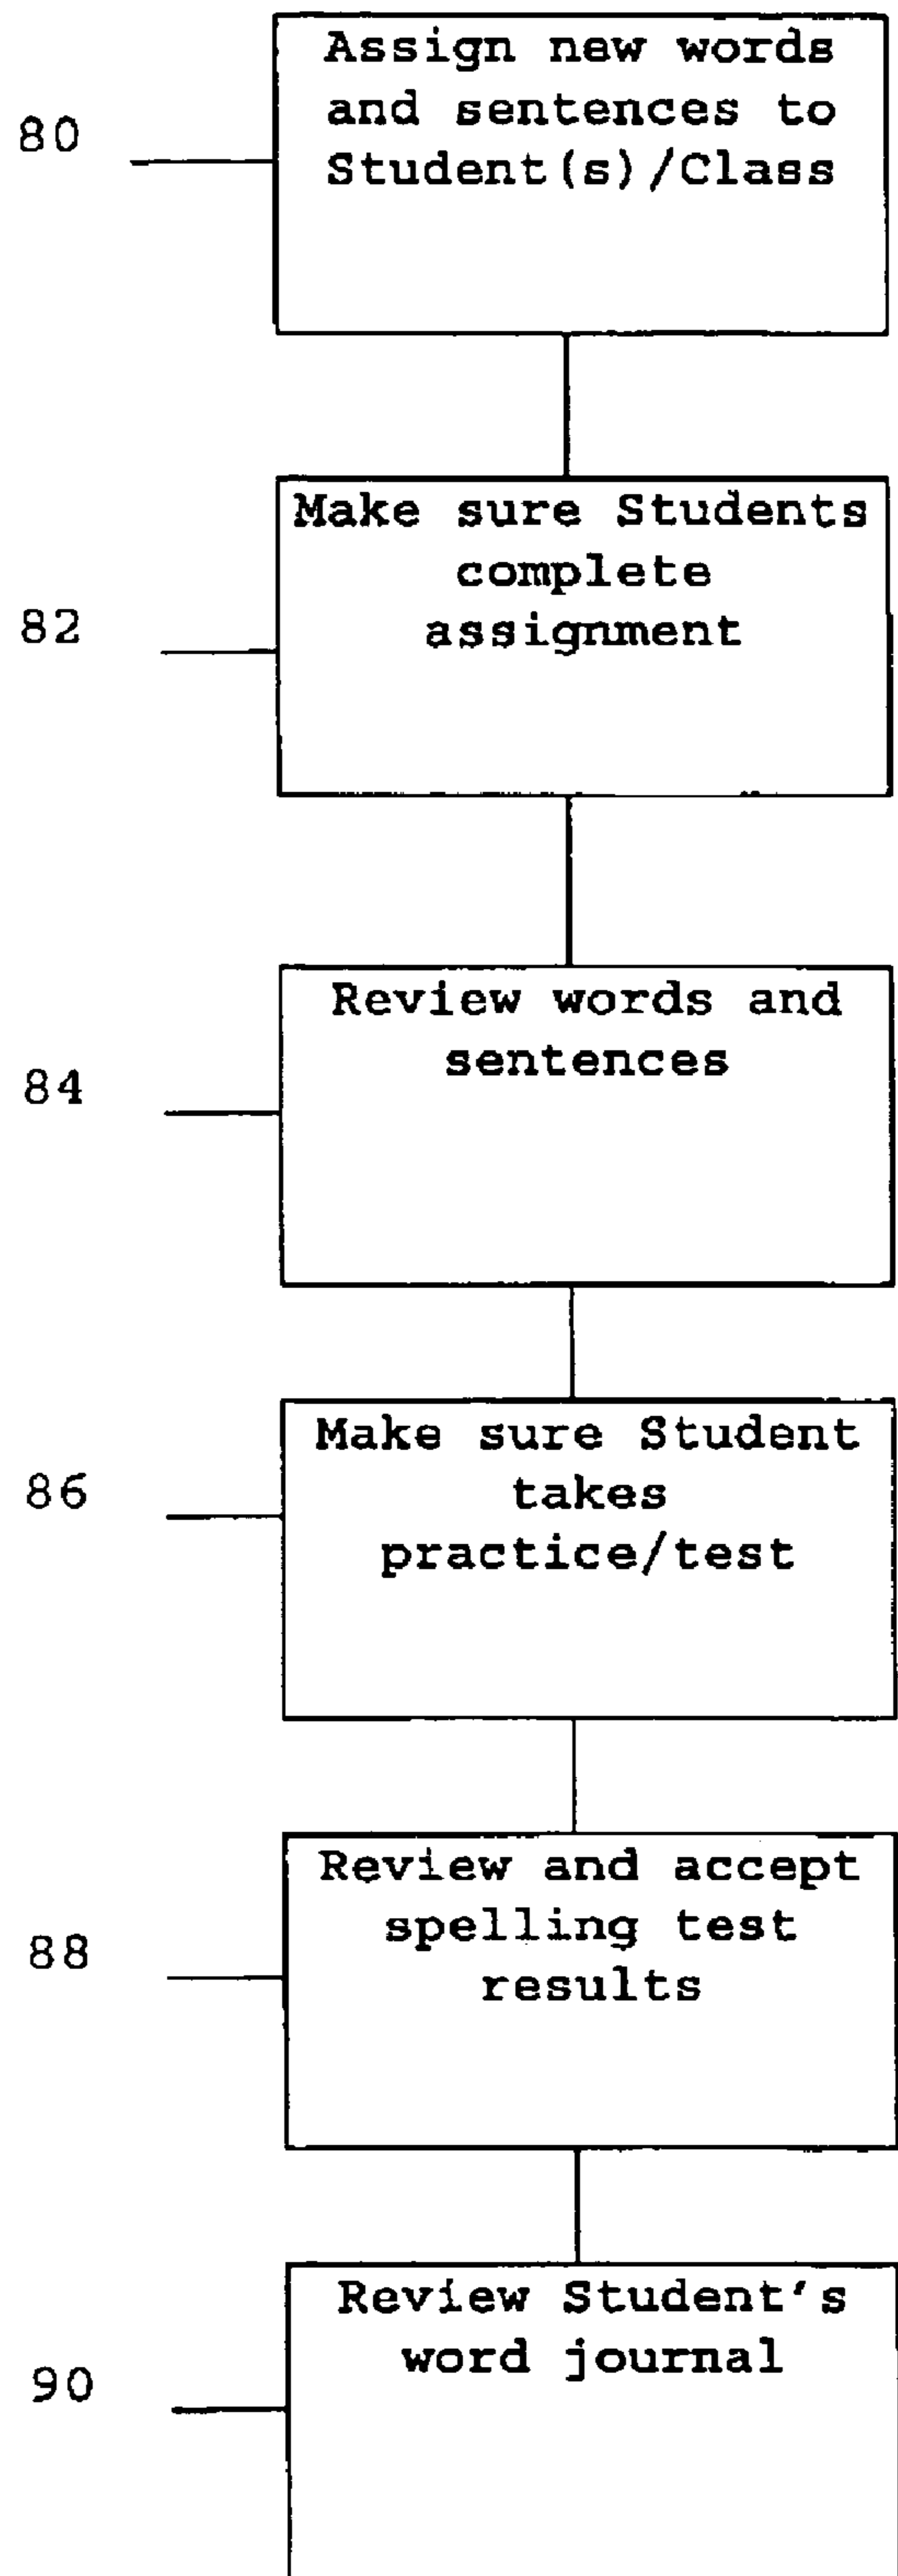 Assign new words
and sentences to
80
Student(s)/Class
Make sure Students
complete
82
assignment
Review words and
sentences
84
Make sure Student
takes
86
practice/test
Review and accept
spelling test
88
results
Review Student's
word journal
90